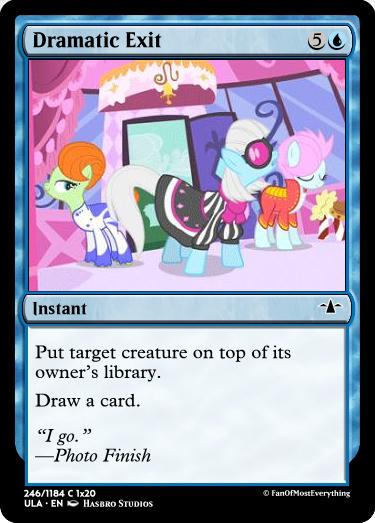 Dramatic Exit 5
Instant
Put target creature on top of its
owner's library.
Draw a card.
"I go."
—Photo Finish
246/1184 C 1x20
ULA • EN Hasbro Studios
© FanOfMostEverything